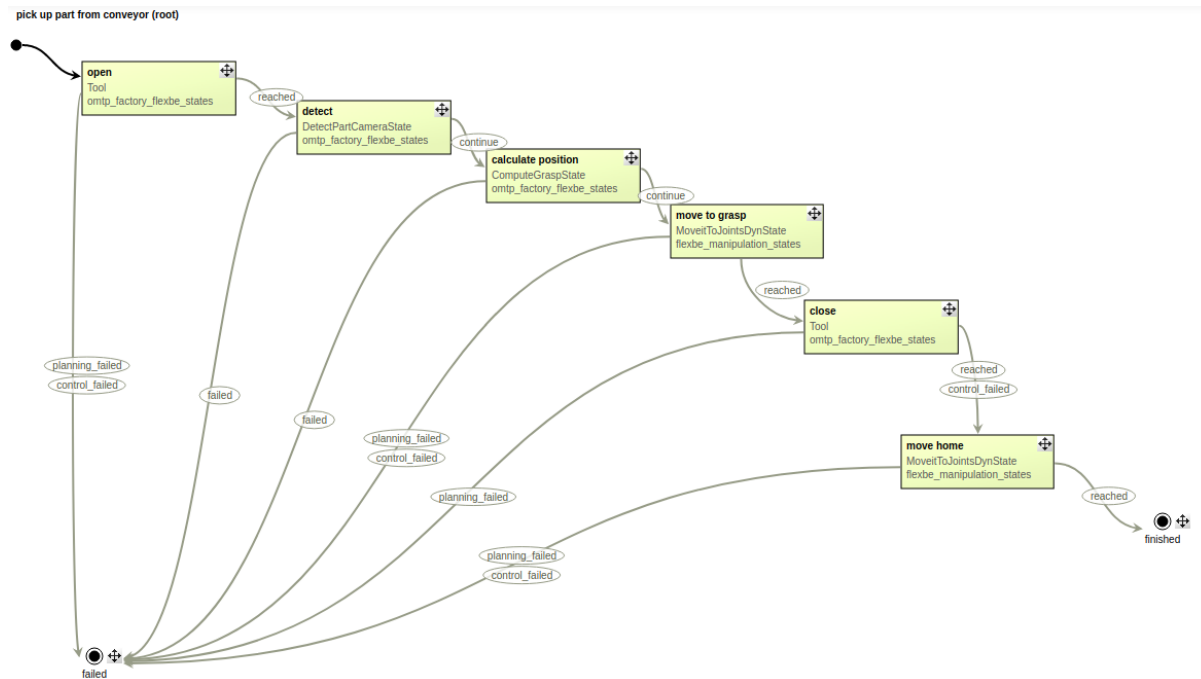 pick up part from conveyor (root)
open
Tool
omtp_factory_flexbe_states
reached
detect
DetectPartCameraState
omtp_factory_flexbe_states
continue
calculate position
ComputeGraspState
omtp_factory_flexbe_states
continue
move to grasp
MoveitToJointsDynState
flexbe_manipulation_states
reached
close
Tool
omtp_factory_flexbe_states
planning_failed
control_failed
failed
failed
reached
control_failed
planning_failed
control_failed
move home
MoveitToJointsDynState
flexbe_manipulation_states
planning_failed
reached
finished
planning_failed
control_failed
failed